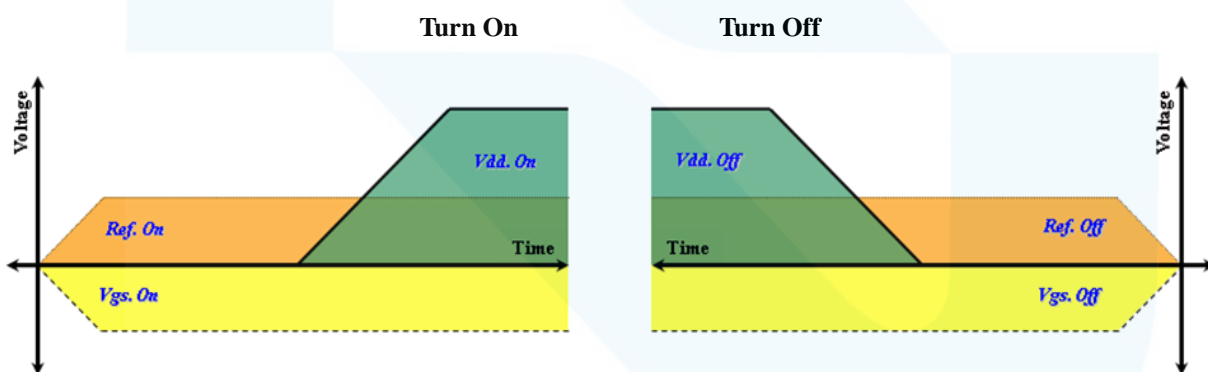 Turn On
Turn Off
Voltage
Vdd. On
Ref. On
Time
Vgs. On
Vdd. Off
Ref. Off
Time
Vgs. Off
Voltage